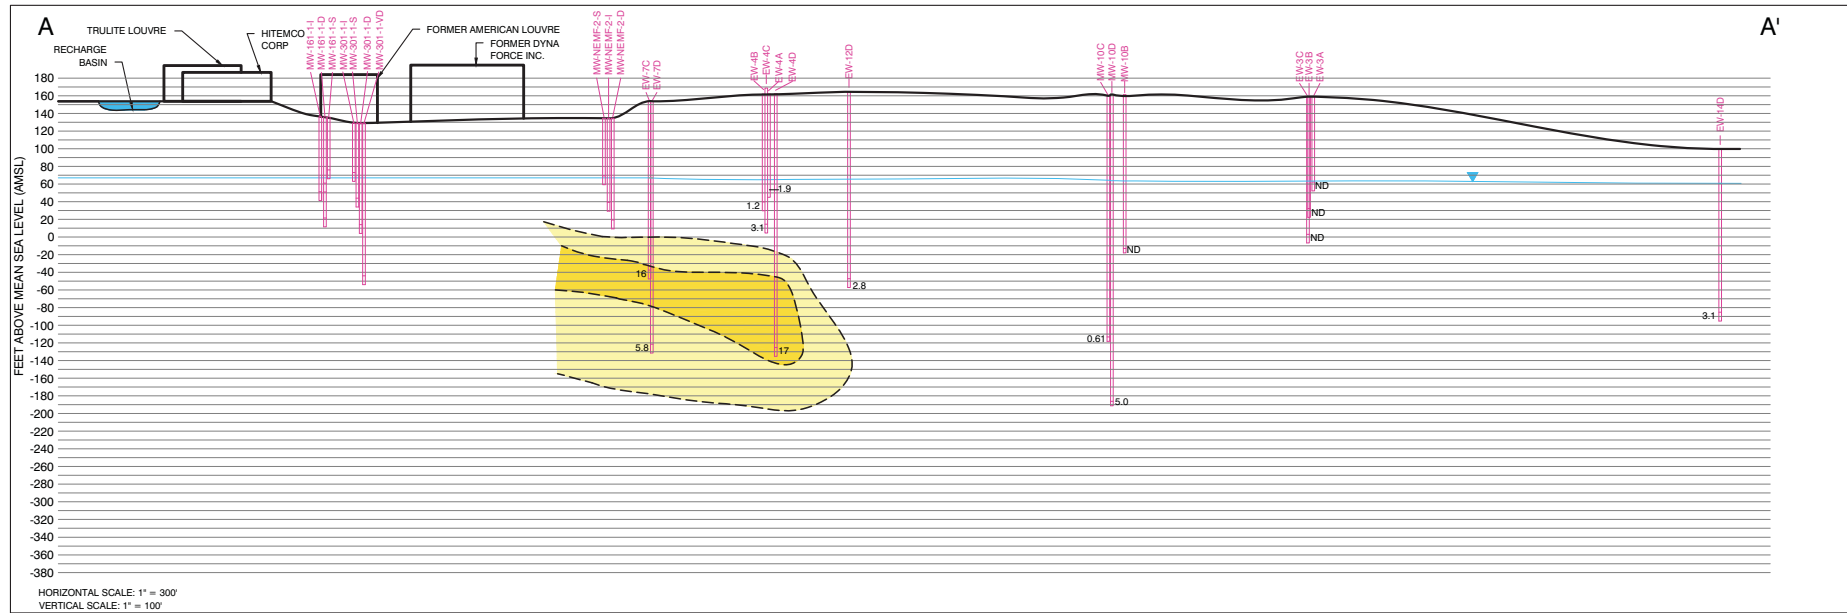 A
A'
TRULITE LOUVRE
RECHARGE
BASIN
HITEMCO
CORP
MW-161-1-I
MW-161-1-D
MW-161-1-S
MW-301-1-I
MW-301-1-S
MW-301-1-D
MW-301-1-VD
FORMER AMERICAN LOUVRE
FORMER DYNA
FORCE INC.
MW-NEMF-2-S
MW-NEMF-2-I
MW-NEMF-2-D
EW-7C
EW-7D
EW-4B
EW-4C
EW-4A
EW-4D
EW-12D
MW-10C
MW-10D
MW-10B
EW-3C
EW-3B
EW-3A
EW-14D
FEET ABOVE MEAN SEA LEVEL (AMSL)
180
160
140
120
100
80
60
40
20
0
-20
-40
-60
-80
-100
-120
-140
-160
-180
-200
-220
-240
-260
-280
-300
-320
-340
-360
-380
1.9
1.2
3.1
16
5.8
17
2.8
ND
0.61
5.0
ND
ND
ND
3.1
HORIZONTAL SCALE: 1" = 300'
VERTICAL SCALE: 1" = 100'